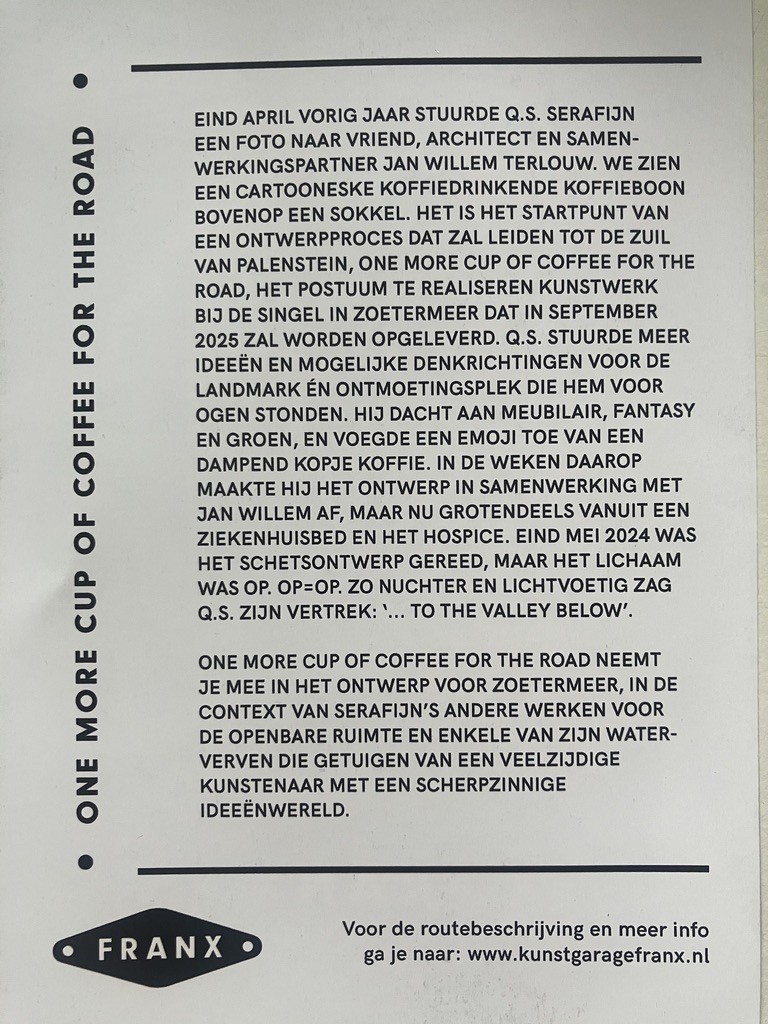 ONE MORE CUP OF COFFEE FOR THE ROAD
EIND APRIL VORIG JAAR STUURDE Q.S. SERAFIJN
EEN FOTO NAAR VRIEND, ARCHITECT EN SAMEN-
WERKINGSPARTNER JAN WILLEM TERLOUW. WE ZIEN
EEN CARTOONESKE KOFFIEDRINKENDE KOFFIEBOON
BOVENOP EEN SOKKEL. HET IS HET STARTPUNT VAN
EEN ONTWERPPROCES DAT ZAL LEIDEN TOT DE ZUIL
VAN PALENSTEIN, ONE MORE CUP OF COFFEE FOR THE
ROAD, HET POSTUUM TE REALISEREN KUNSTWERK
BIJ DE SINGEL IN ZOETERMEER DAT IN SEPTEMBER
2025 ZAL WORDEN OPGELEVERD. Q.S. STUURDE MEER
IDEEËN EN MOGELIJKE DENKRICHTINGEN VOOR DE
LANDMARK ÉN ONTMOETINGSPLEK DIE HEM VOOR
OGEN STONDEN. HIJ DACHT AAN MEUBILAIR, FANTASY
EN GROEN, EN VOEGDE EEN EMOJI TOE VAN EEN
DAMPEND KOPJE KOFFIE. IN DE WEKEN DAAROP
MAAKTE HIJ HET ONTWERP IN SAMENWERKING MET
JAN WILLEM AF, MAAR NU GROTENDEELS VANUIT EEN
ZIEKENHUISBED EN HET HOSPICE. EIND MEI 2024 WAS
HET SCHETSONTWERP GEREED, MAAR HET LICHAAM
WAS OP. OP=OP. ZO NUCHTER EN LICHTVOETIG ZAG
Q.S. ZIJN VERTREK: ‘... TO THE VALLEY BELOW’.
ONE MORE CUP OF COFFEE FOR THE ROAD NEEMT
JE MEE IN HET ONTWERP VOOR ZOETERMEER, IN DE
CONTEXT VAN SERAFIJN’S ANDERE WERKEN VOOR
DE OPENBARE RUIMTE EN ENKELE VAN ZIJN WATER-
VERVEN DIE GETUIGEN VAN EEN VEELZIJDIGE
KUNSTENAAR MET EEN SCHERPZINNIGE
IDEEËNWERELD.
FRANX
Voor de routebeschrijving en meer info
ga je naar: www.kunstgaragefranx.nl